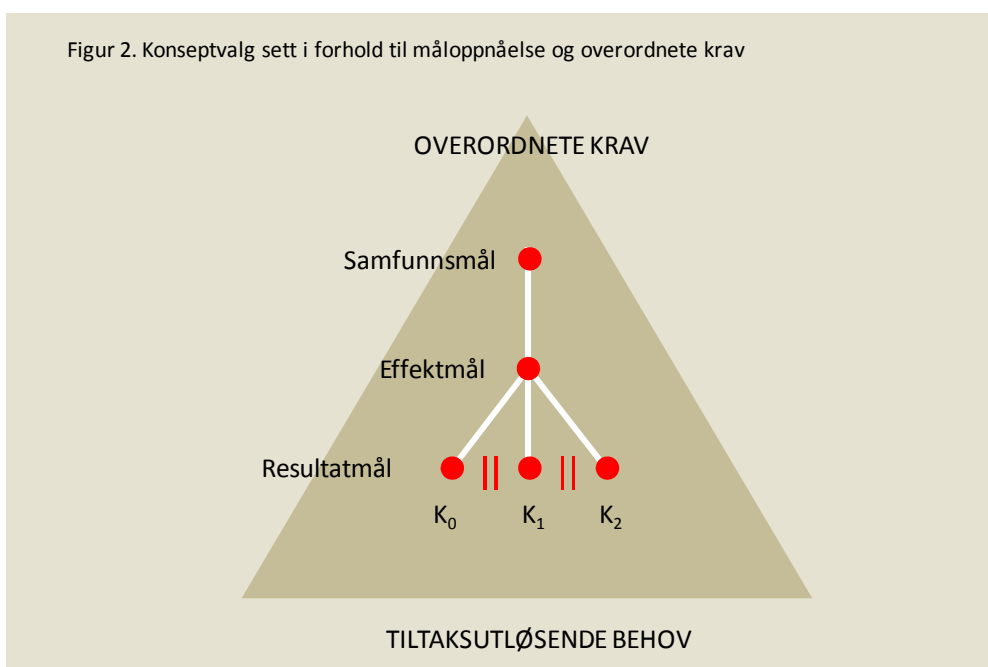 Figur 2. Konseptvalg sett i forhold til måloppnåelse og overordnete krav
OVERORDNETE KRAV
Samfunnsmål
Effektmål
Resultatmål
K₀ K₁ K₂
TILTAKSUTLØSENDE BEHOV